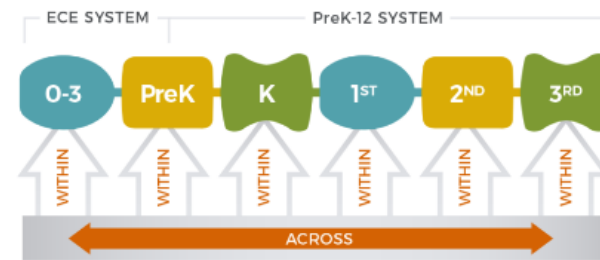 ECE SYSTEM
PreK-12 SYSTEM
0-3
PreK
K
1ST
2ND
3RD
WITHIN
WITHIN
WITHIN
WITHIN
WITHIN
WITHIN
ACROSS